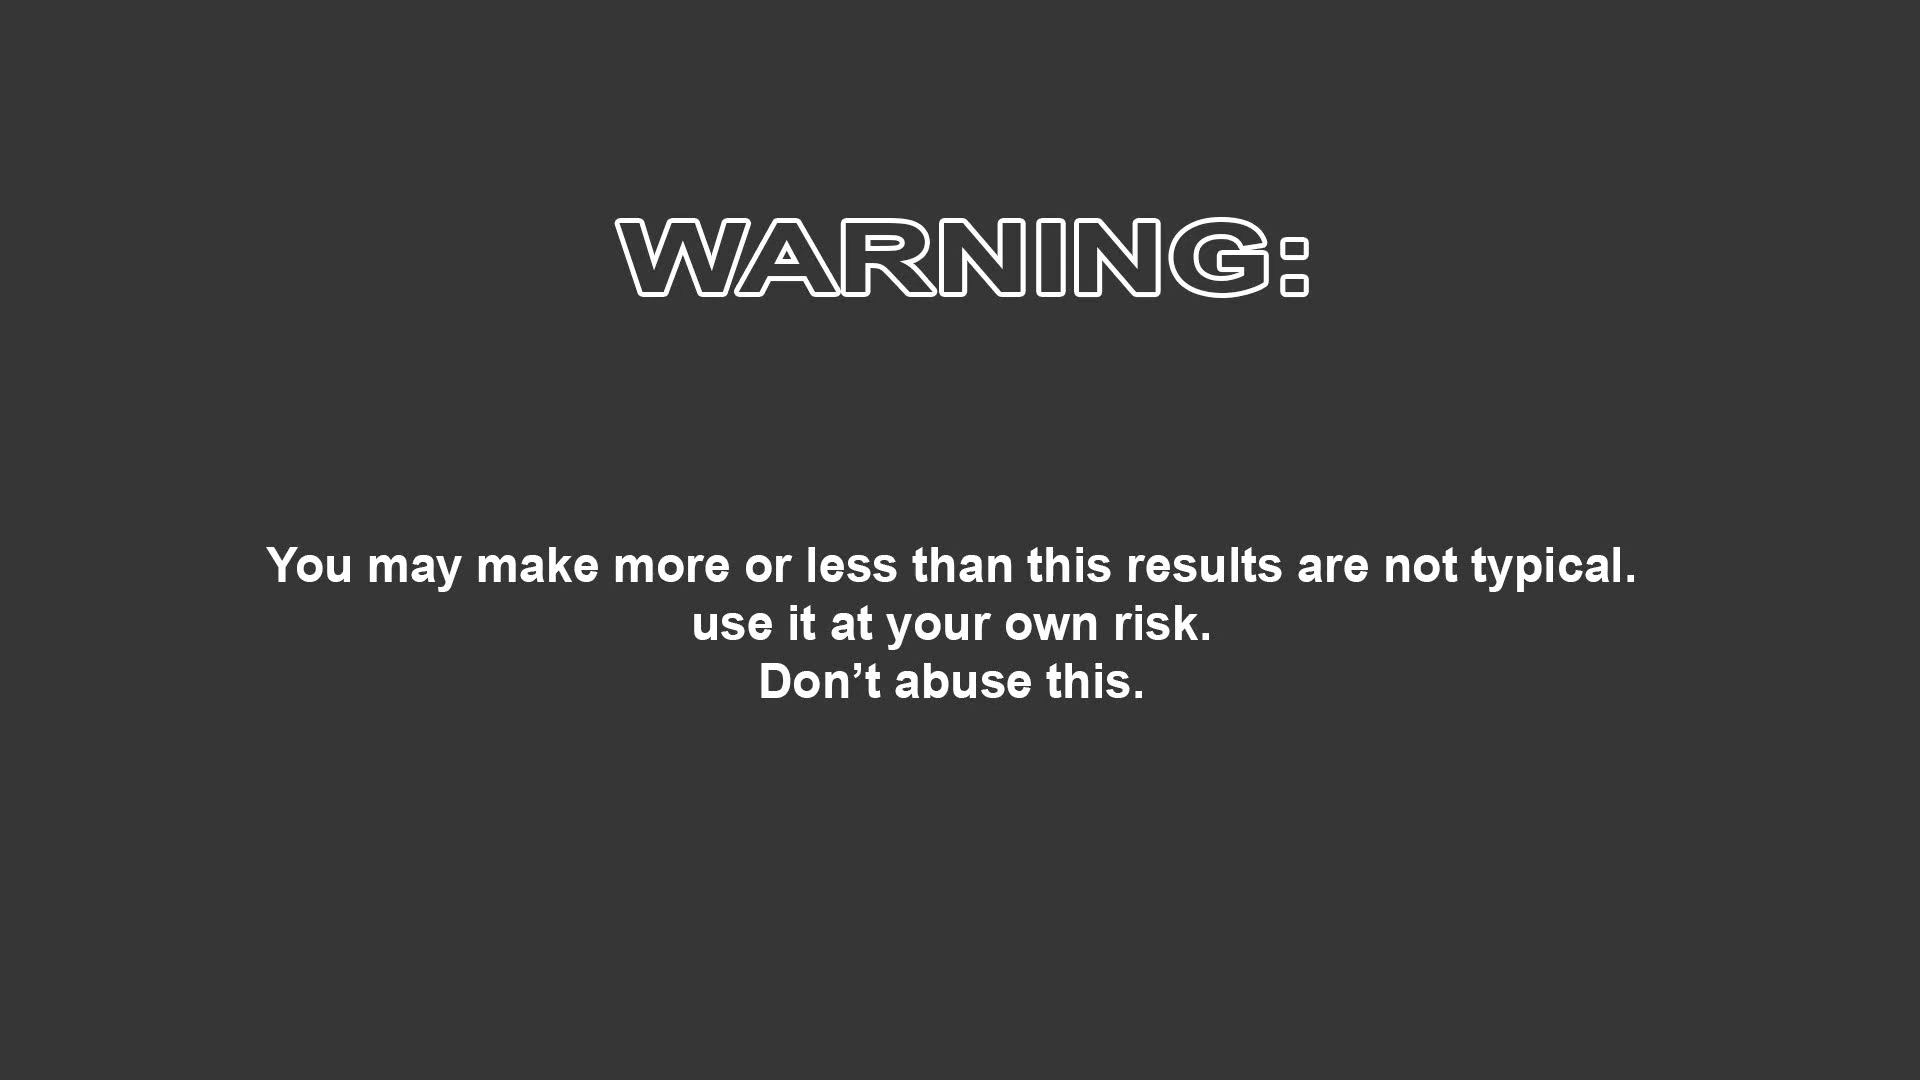 WARNING:
You may make more or less than this results are not typical.
use it at your own risk.
Don’t abuse this.